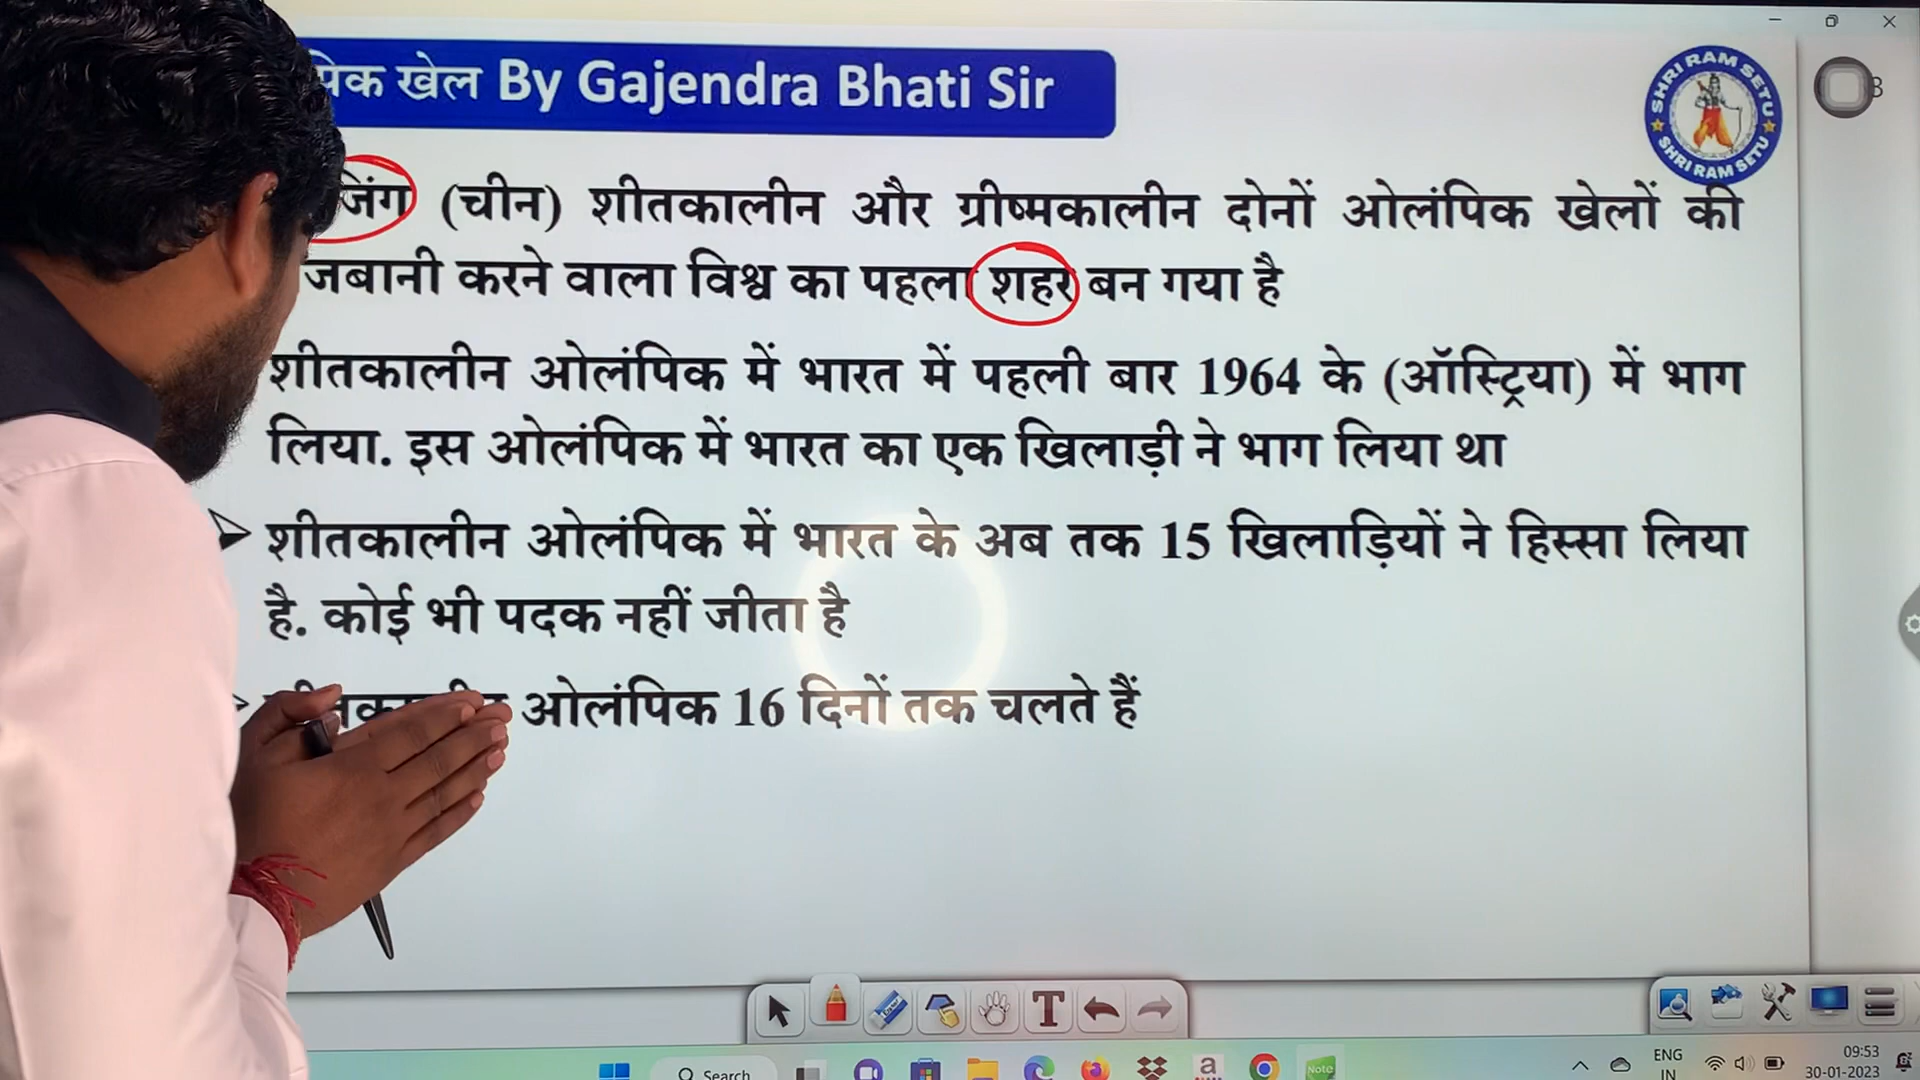 खेल By Gajendra Bhati Sir
SHRI RAM SETU
SHRI RAM SETU
(चीन) शीतकालीन और ग्रीष्मकालीन दोनों ओलंपिक खेलों की
करने वाला विश्व का पहला शहर बन गया है
शीतकालीन ओलंपिक में भारत में पहली बार 1964 के (ऑस्ट्रिया) में भाग
लिया. इस ओलंपिक में भारत का एक खिलाड़ी ने भाग लिया था
शीतकालीन ओलंपिक में भारत के अब तक 15 खिलाड़ियों ने हिस्सा लिया
है. कोई भी पदक नहीं जीता है
ओलंपिक 16 दिनों तक चलते हैं
Search
Note
ENG
IN
09:53
30-01-2023